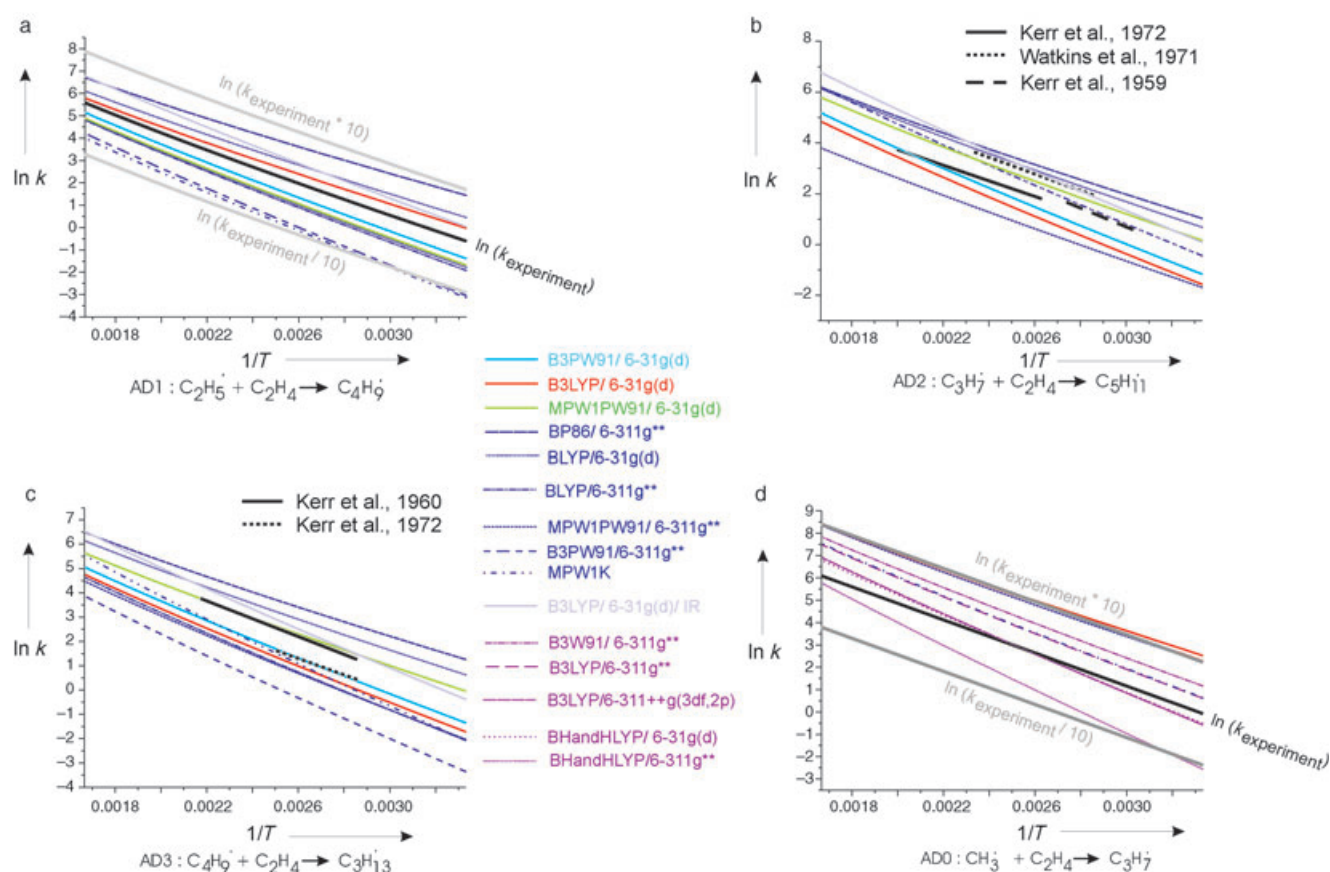 a
8
7
6
5
4
3
2
1
0
−1
−2
−3
−4
ln k
ln (k experiment * 10)
ln (k experiment / 10)
ln (k experiment)
0.0018 0.0022 0.0026 0.0030
1/T
AD1 : C2H5· + C2H4 → C4H9·
b
8
6
4
2
0
−2
ln k
Kerr et al., 1972
Watkins et al., 1971
Kerr et al., 1959
0.0018 0.0022 0.0026 0.0030
1/T
AD2: C3H7· + C2H4 → C5H11·
B3PW91/ 6-31g(d)
B3LYP/ 6-31g(d)
MPW1PW91/ 6-31g(d)
BP86/ 6-311g**
BLYP/6-31g(d)
BLYP/6-311g**
MPW1PW91/ 6-311g**
B3PW91/6-311g**
MPW1K
B3LYP/ 6-31g(d)/ IR
B3W91/ 6-311g**
B3LYP/6-311g**
B3LYP/6-311++g(3df,2p)
BHandHLYP/ 6-31g(d)
BHandHLYP/6-311g**
c
7
6
5
4
3
2
1
0
−1
−2
−3
−4
ln k
Kerr et al., 1960
Kerr et al., 1972
0.0018 0.0022 0.0026 0.0030
1/T
AD3 : C4H9· + C2H4 → C3H13·
d
9
8
7
6
5
4
3
2
1
0
−1
−2
−3
ln k
ln (k experiment * 10)
ln (k experiment / 10)
ln (k experiment)
0.0018 0.0022 0.0026 0.0030
1/T
AD0 : CH3· + C2H4 → C3H7·